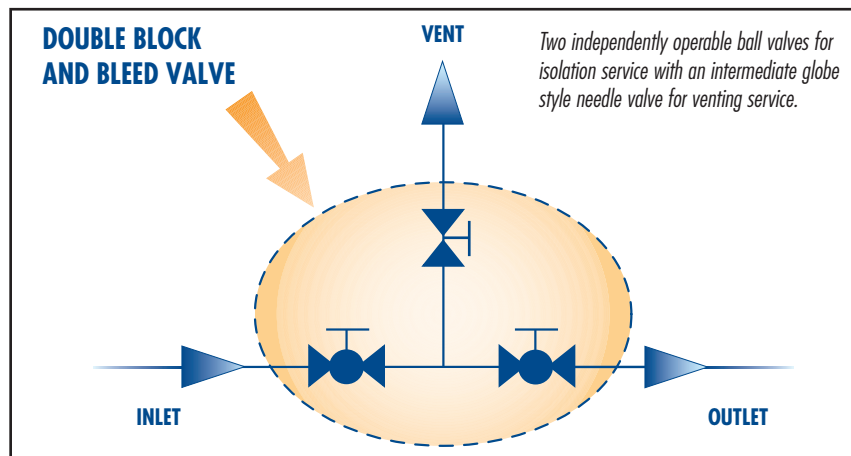 DOUBLE BLOCK
AND BLEED VALVE
VENT
Two independently operable ball valves for
isolation service with an intermediate globe
style needle valve for venting service.
INLET
OUTLET